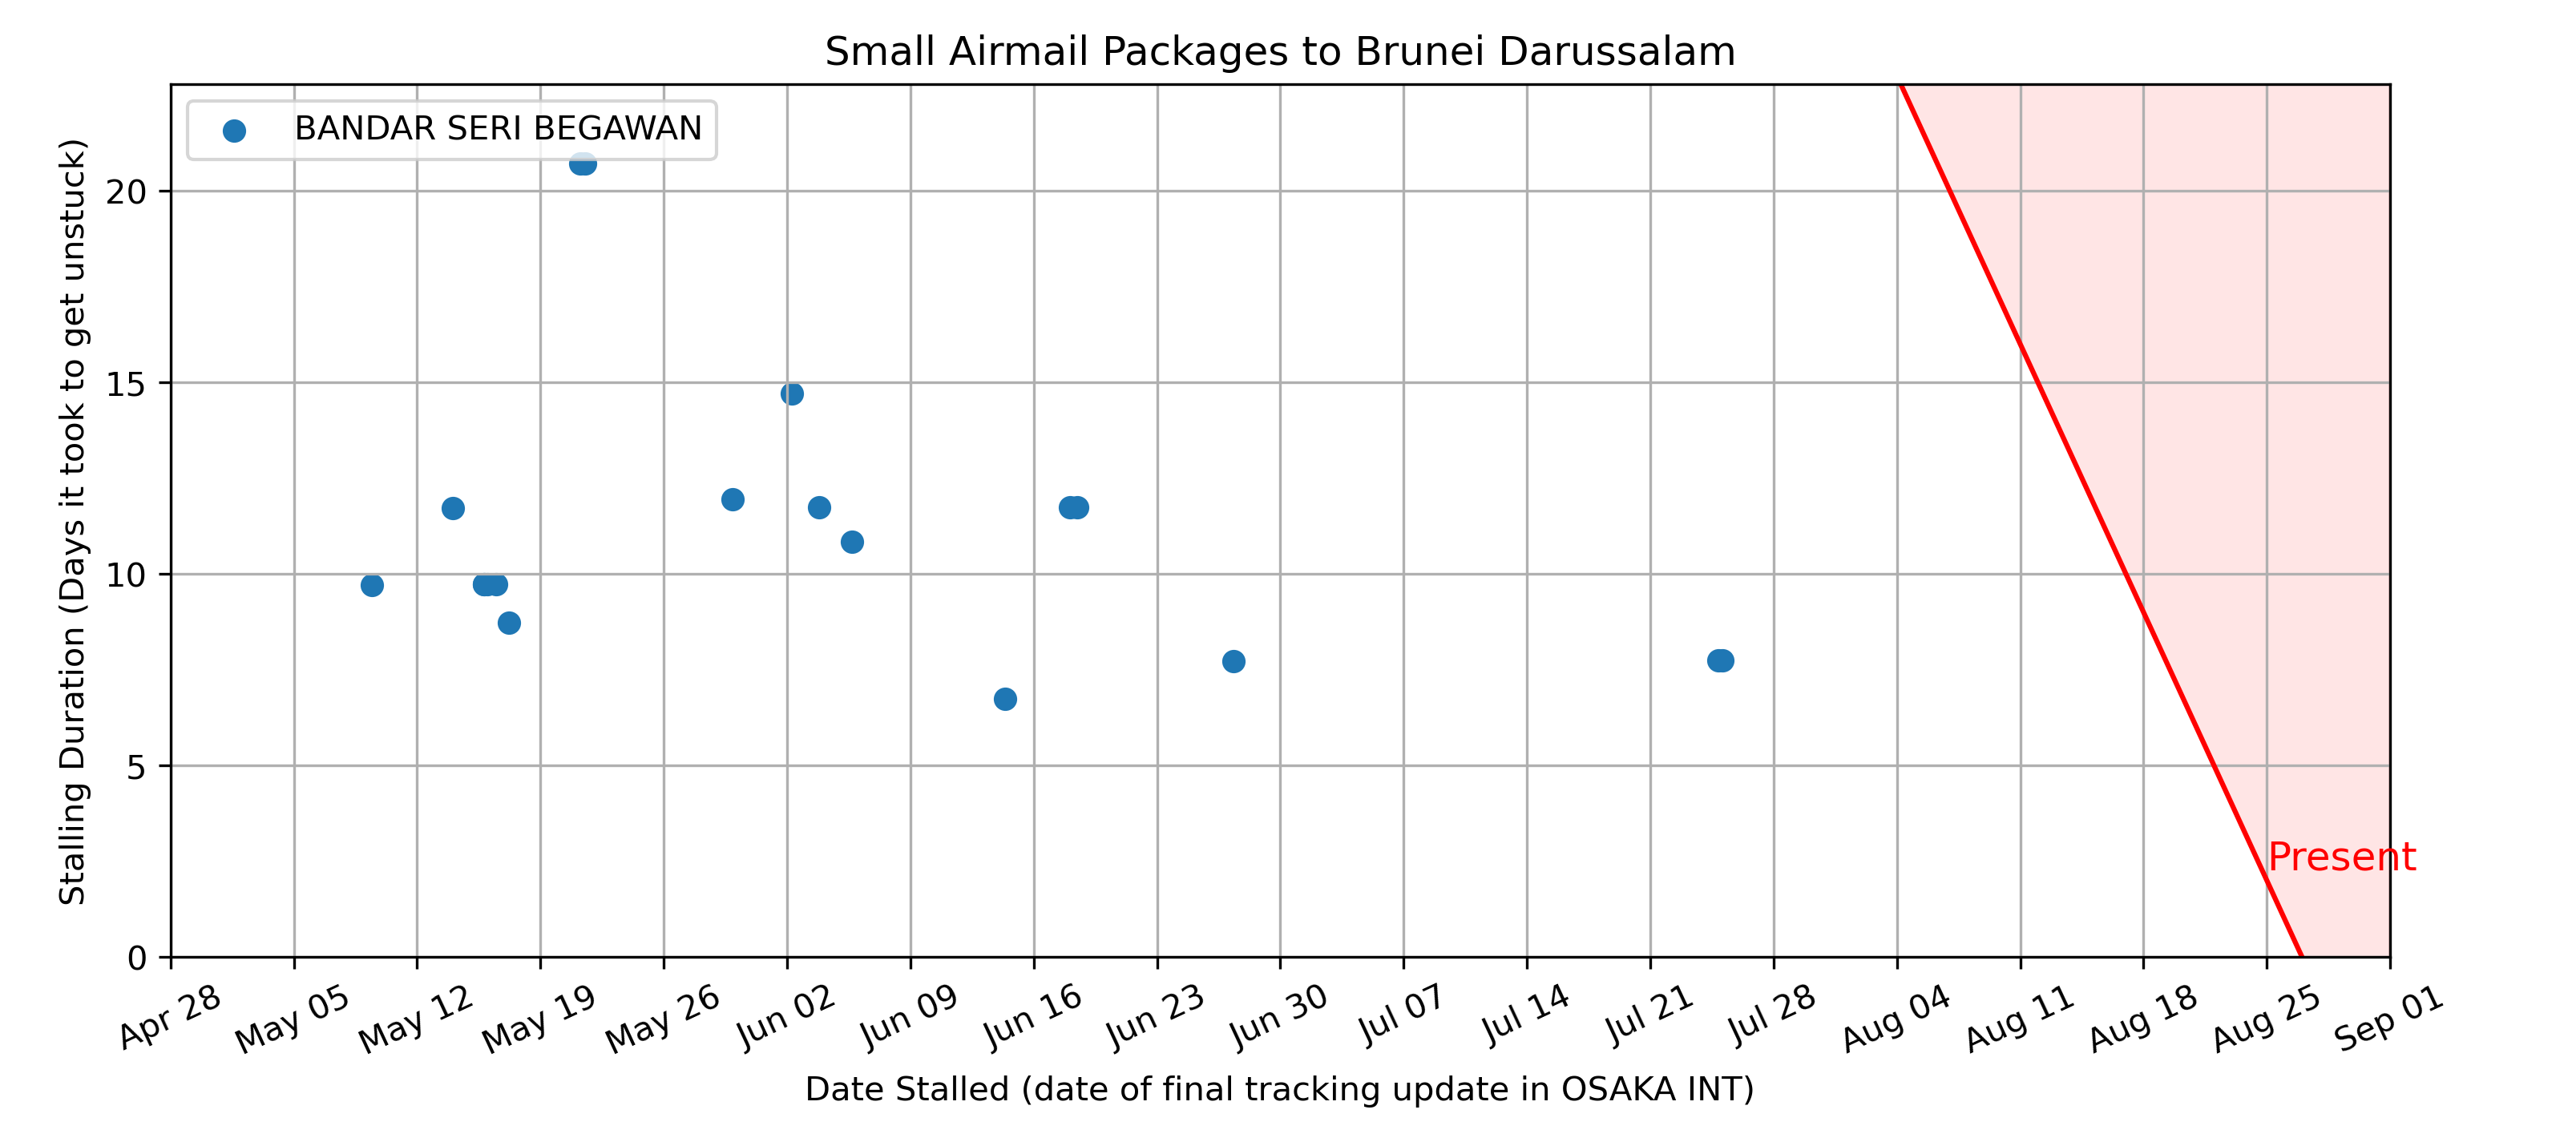 Small Airmail Packages to Brunei Darussalam
BANDAR SERI BEGAWAN
Stalling Duration (Days it took to get unstuck)
20
15
10
5
0
Present
Apr 28
May 05
May 12
May 19
May 26
Jun 02
Jun 09
Jun 16
Jun 23
Jun 30
Jul 07
Jul 14
Jul 21
Jul 28
Aug 04
Aug 11
Aug 18
Aug 25
Sep 01
Date Stalled (date of final tracking update in OSAKA INT)